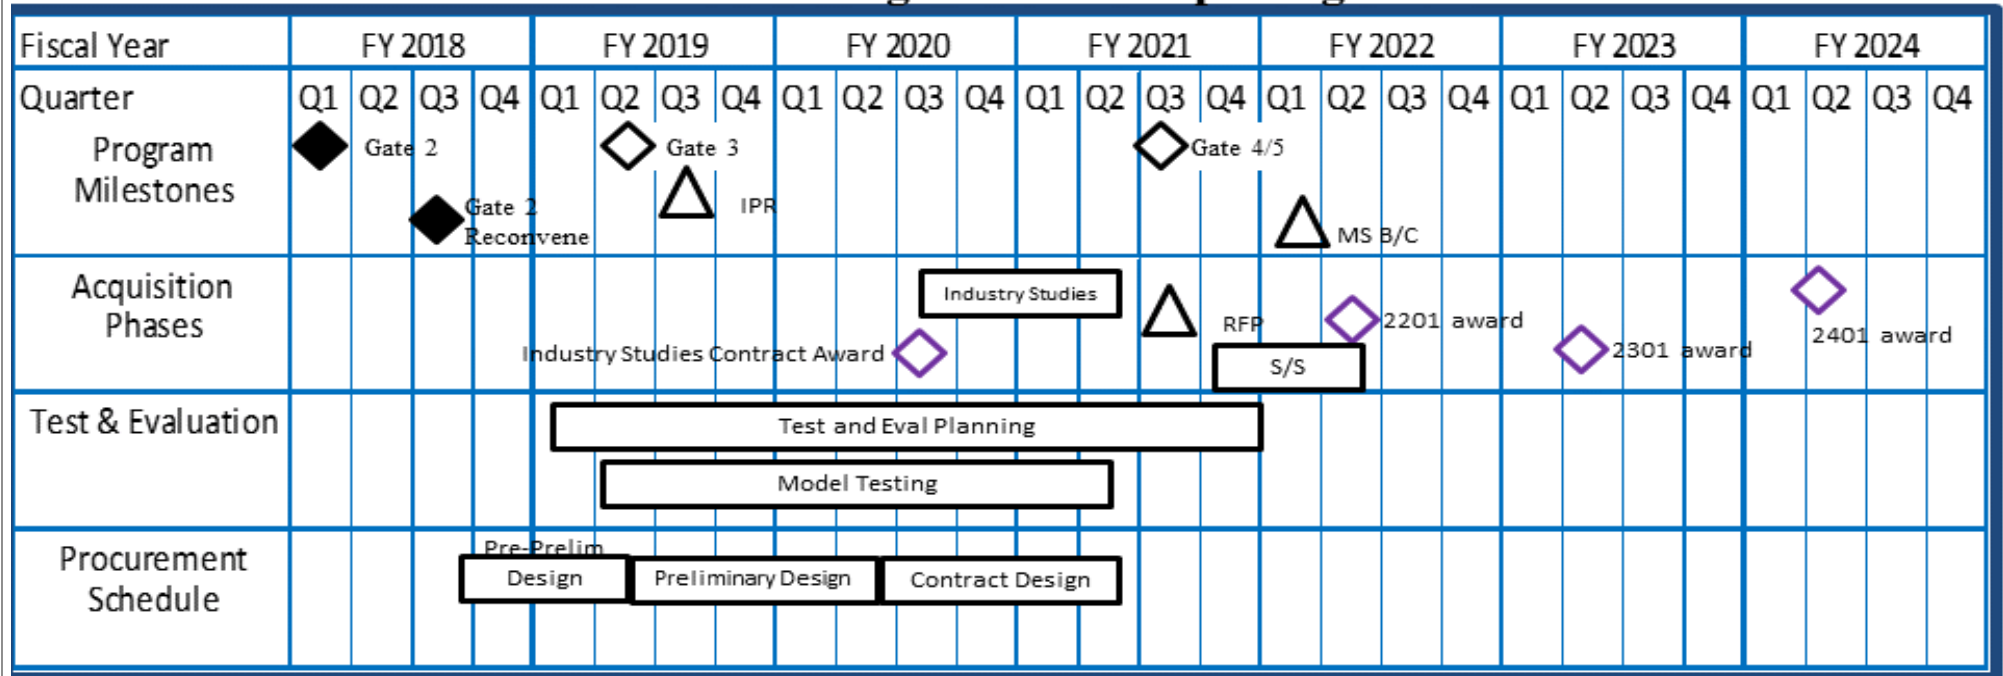 Fiscal Year FY 2018 FY 2019 FY 2020 FY 2021 FY 2022 FY 2023 FY 2024
Quarter Q1 Q2 Q3 Q4 Q1 Q2 Q3 Q4 Q1 Q2 Q3 Q4 Q1 Q2 Q3 Q4 Q1 Q2 Q3 Q4 Q1 Q2 Q3 Q4 Q1 Q2 Q3 Q4
Program
Milestones
Gate 2
Gate 3
Gate 4/5
Gate 2
Reconvene
IPR
MS B/C
Acquisition
Phases
Industry Studies
RFP
2201 award
2401 award
Industry Studies Contract Award
2301 award
S/S
Test & Evaluation
Test and Eval Planning
Model Testing
Procurement
Schedule
Pre-Prelim
Design
Preliminary Design
Contract Design